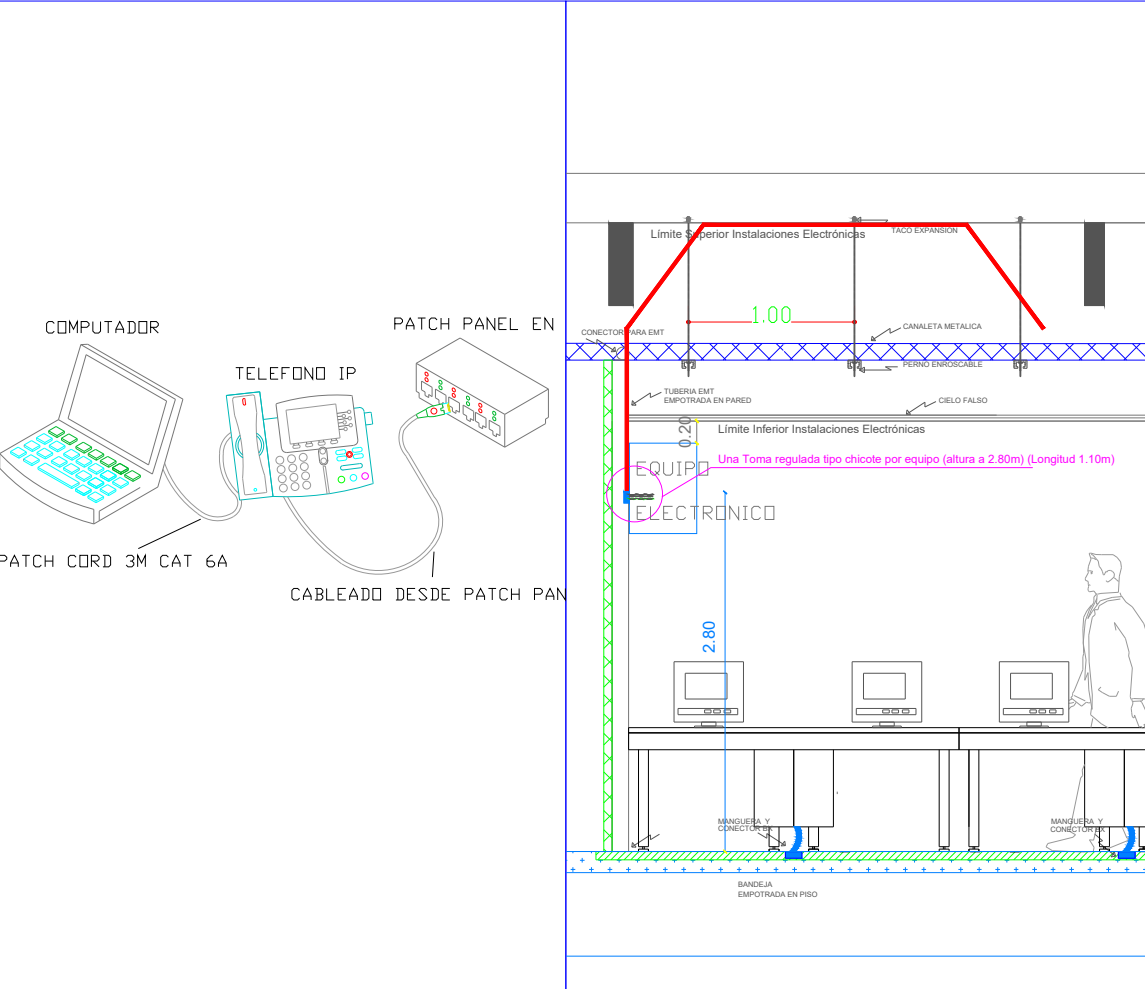 COMPUTADOR
TELEFONO IP
PATCH PANEL EN
PATCH CORD 3M CAT 6A
CABLEADO DESDE PATCH PAN
Límite Superior Instalaciones Electrónicas
TACO EXPANSION
1.00
CONECTOR PARA EMT
CANALETA METALICA
PERNO ENROSCABLE
TUBERIA EMT
EMPOTRADA EN PARED
CIELO FALSO
0.20
Límite Inferior Instalaciones Electrónicas
Una Toma regulada tipo chicote por equipo (altura a 2.80m) (Longitud 1.10m)
EQUIPO
ELECTRONICO
2.80
MANGUERA Y
CONECTOR BX
MANGUERA Y
CONECTOR BX
BANDEJA
EMPOTRADA EN PISO